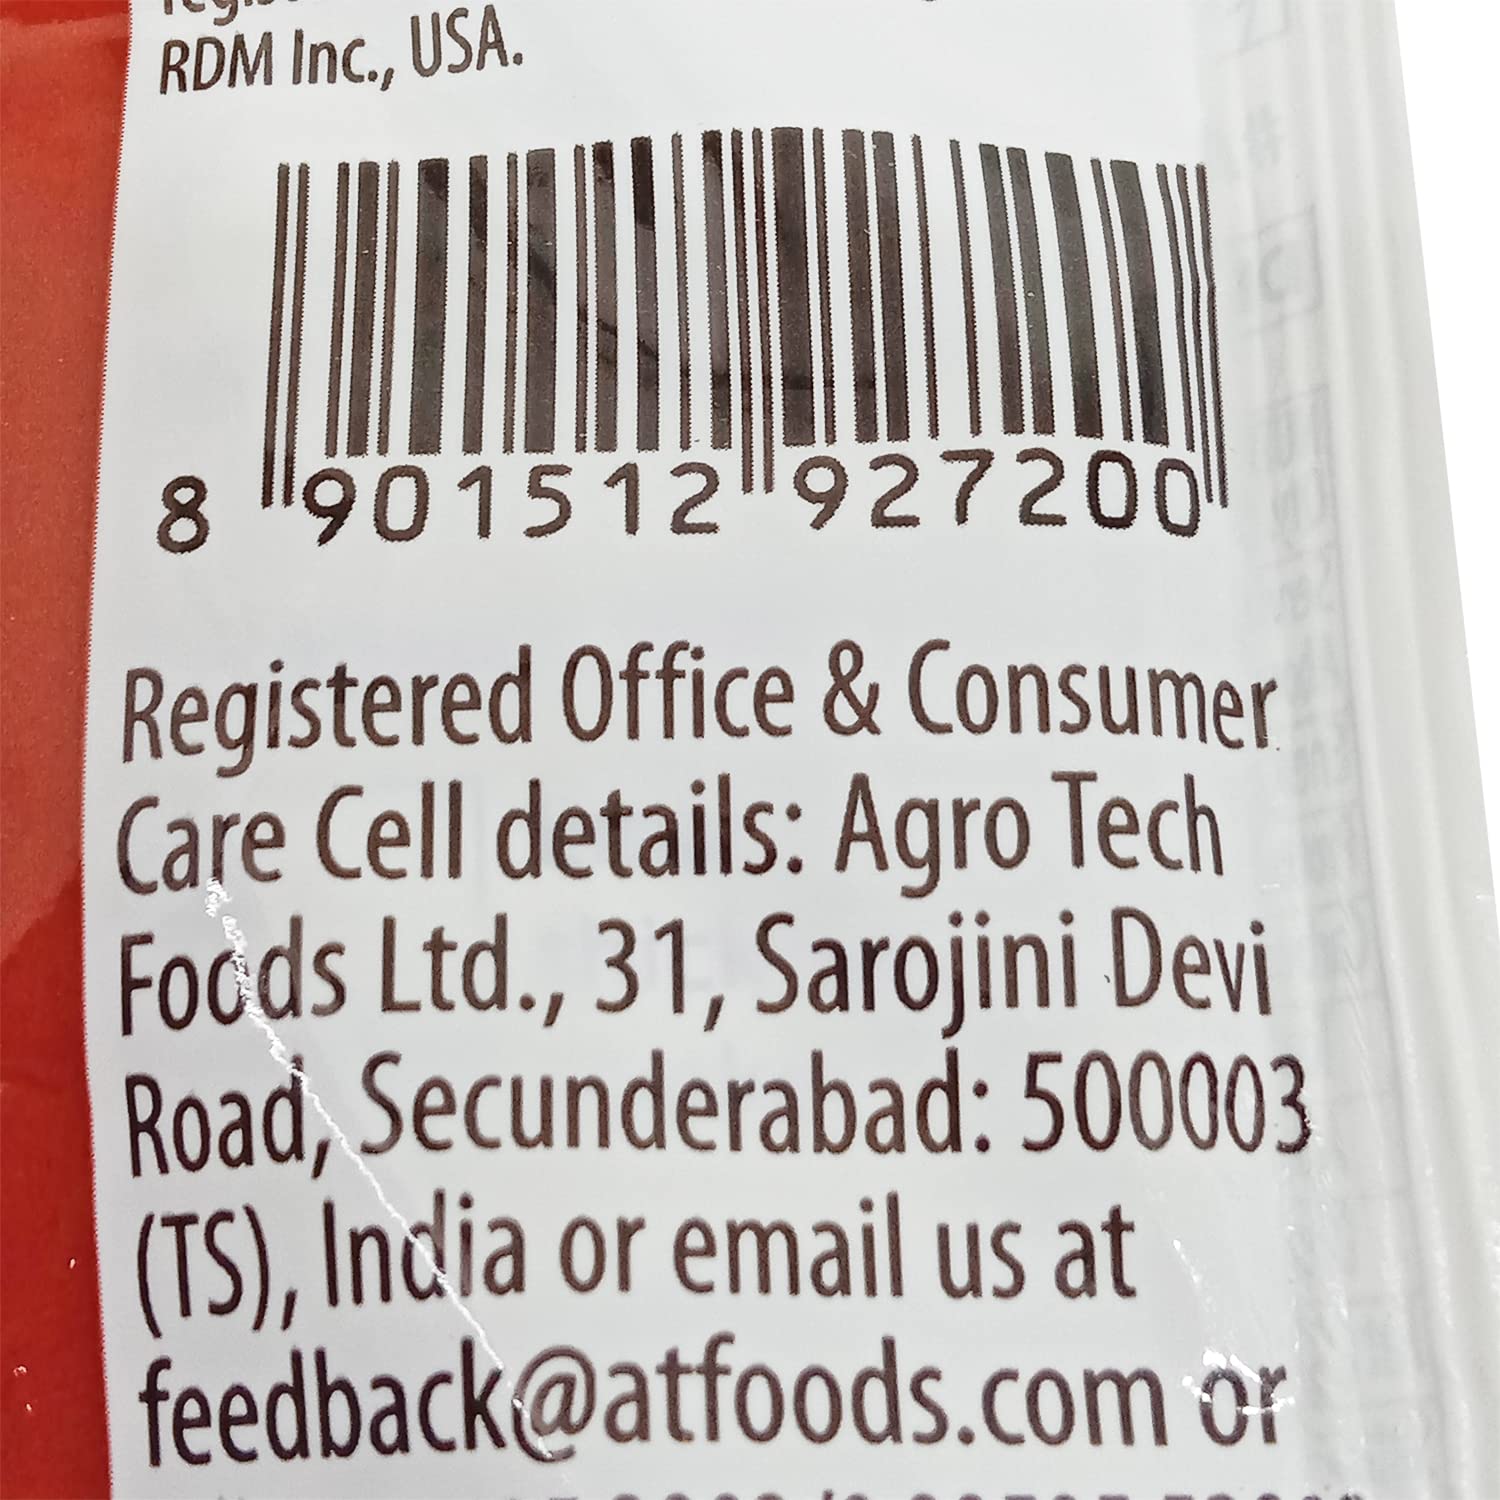 RDM Inc., USA.
8 901512 927200
Registered Office & Consumer
Care Cell details: Agro Tech
Foods Ltd., 31, Sarojini Devi
Road, Secunderabad: 500003
(TS), India or email us at
feedback@atfoods.com or